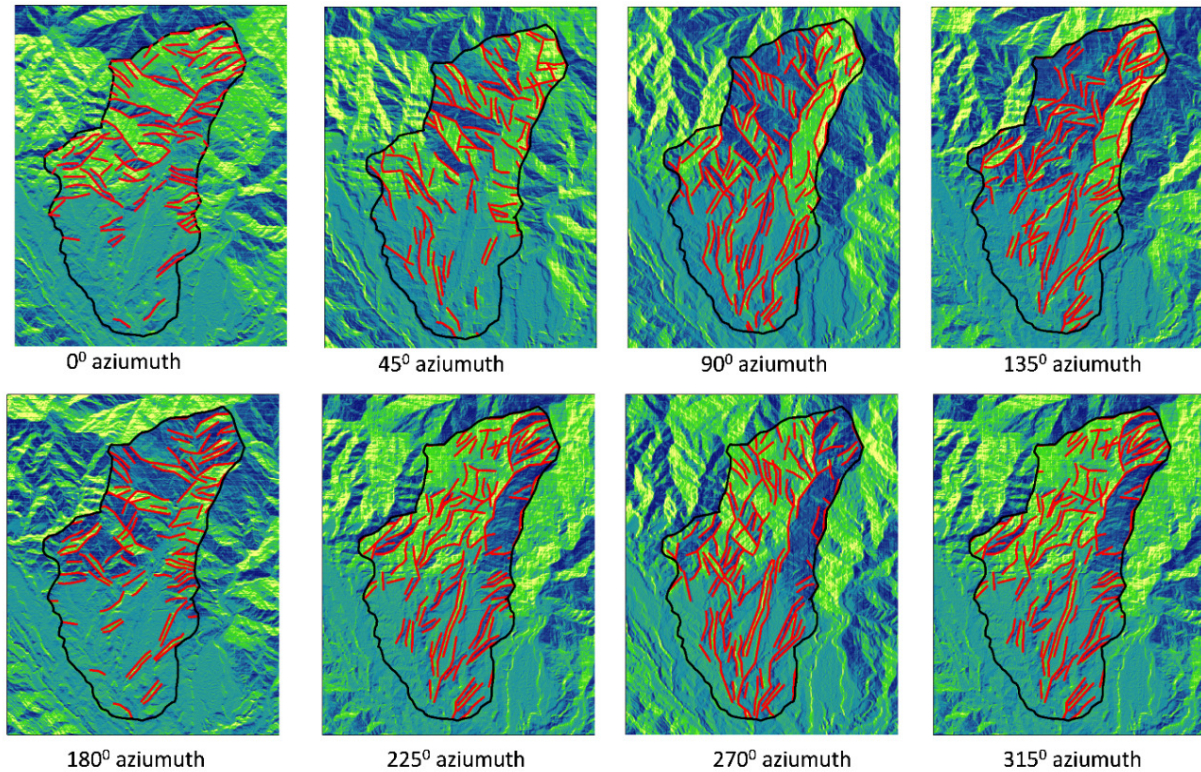 0⁰ aziumuth
45⁰ aziumuth
90⁰ aziumuth
135⁰ aziumuth
180⁰ aziumuth
225⁰ aziumuth
270⁰ aziumuth
315⁰ aziumuth